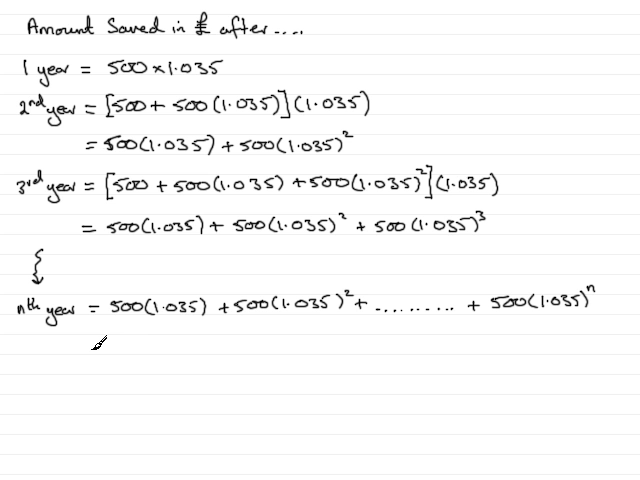 Amount Saved in £ after....
1 year = 500 × 1.035
2nd year = [500 + 500(1.035)](1.035)
= 500(1.035) + 500(1.035)²
3rd year = [500 + 500(1.035) + 500(1.035)²](1.035)
= 500(1.035) + 500(1.035)² + 500(1.035)³
nth year = 500(1.035) + 500(1.035)² + .......... + 500(1.035)ⁿ